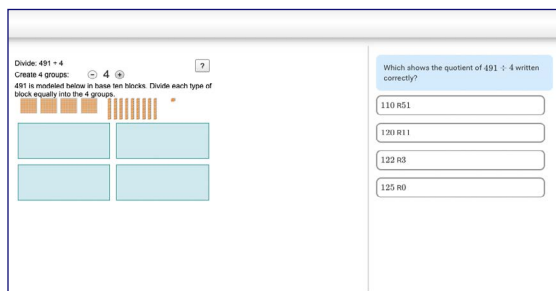 Divide: 491 ÷ 4
?
Create 4 groups: − 4 +
491 is modeled below in base ten blocks. Divide each type of
block equally into the 4 groups.
Which shows the quotient of 491 ÷ 4 written
correctly?
110 R51
120 R11
122 R3
125 R0